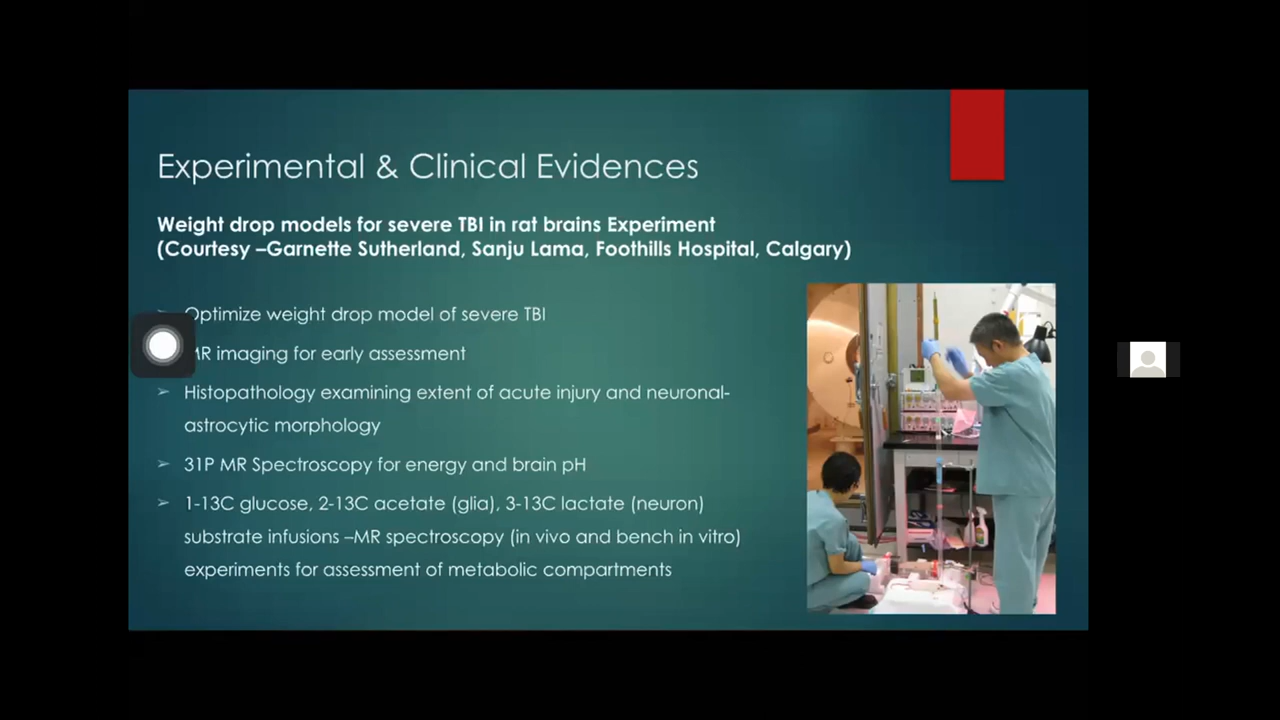 Experimental & Clinical Evidences
Weight drop models for severe TBI in rat brains Experiment
(Courtesy –Garnette Sutherland, Sanju Lama, Foothills Hospital, Calgary)
Optimize weight drop model of severe TBI
MR imaging for early assessment
Histopathology examining extent of acute injury and neuronal-
astrocytic morphology
31P MR Spectroscopy for energy and brain pH
1-13C glucose, 2-13C acetate (glia), 3-13C lactate (neuron)
substrate infusions –MR spectroscopy (in vivo and bench in vitro)
experiments for assessment of metabolic compartments